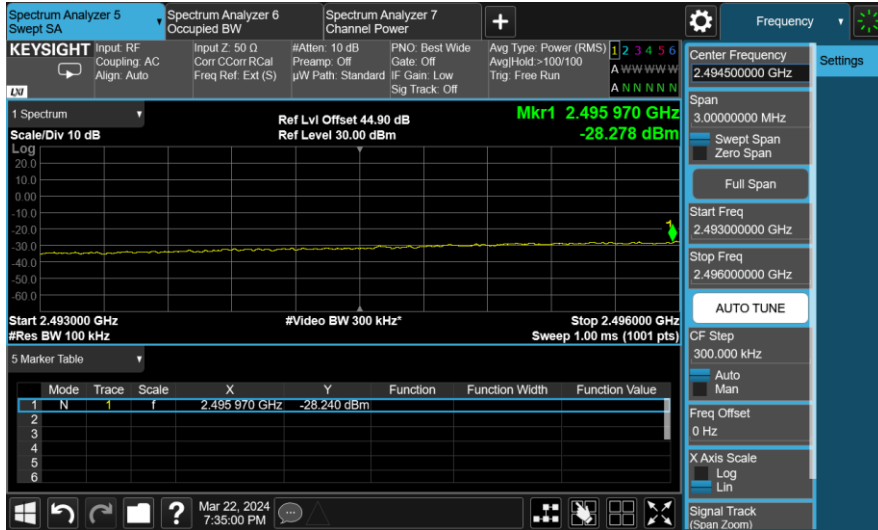 Spectrum Analyzer 5
Swept SA
Spectrum Analyzer 6
Occupied BW
Spectrum Analyzer 7
Channel Power
Frequency
KEYSIGHT
LXI
Input: RF
Coupling: AC
Align: Auto
Input Z: 50 Ω
Corr CCorr RCal
Freq Ref: Ext (S)
#Atten: 10 dB
Preamp: Off
µW Path: Standard
PNO: Best Wide
Gate: Off
IF Gain: Low
Sig Track: Off
Avg Type: Power (RMS)
Avg|Hold:>100/100
Trig: Free Run
1 2 3 4 5 6
A W W W W W
A N N N N N
1 Spectrum
Scale/Div 10 dB
Ref Lvl Offset 44.90 dB
Ref Level 30.00 dBm
Mkr1 2.495 970 GHz
-28.278 dBm
Log
20.0
10.0
0.00
-10.0
-20.0
-30.0
-40.0
-50.0
-60.0
1
Start 2.493000 GHz
#Res BW 100 kHz
#Video BW 300 kHz*
Stop 2.496000 GHz
Sweep 1.00 ms (1001 pts)
5 Marker Table
Mode Trace Scale X Y Function Function Width Function Value
1 N 1 f 2.495 970 GHz -28.240 dBm
2
3
4
5
6
Mar 22, 2024
7:35:00 PM
Center Frequency
2.494500000 GHz
Settings
Span
3.00000000 MHz
Swept Span
Zero Span
Full Span
Start Freq
2.493000000 GHz
Stop Freq
2.496000000 GHz
AUTO TUNE
CF Step
300.000 kHz
Auto
Man
Freq Offset
0 Hz
X Axis Scale
Log
Lin
Signal Track
(Span Zoom)